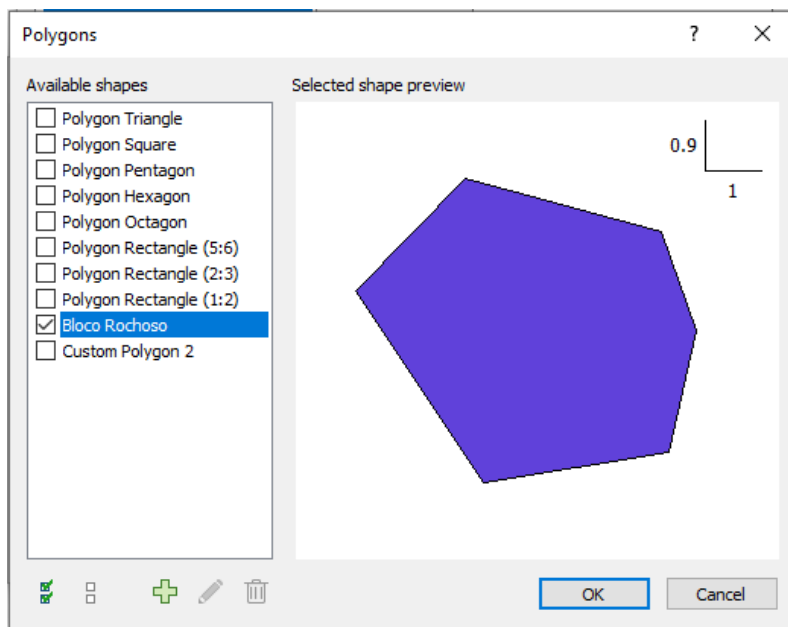 Polygons
?
Available shapes
Selected shape preview
Polygon Triangle
Polygon Square
Polygon Pentagon
Polygon Hexagon
Polygon Octagon
Polygon Rectangle (5:6)
Polygon Rectangle (2:3)
Polygon Rectangle (1:2)
Bloco Rochoso
Custom Polygon 2
0.9
1
OK
Cancel